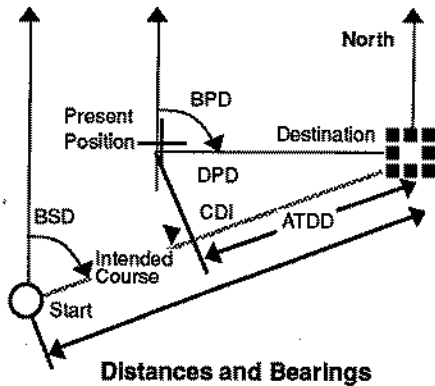 North
BPD
Present
Position
Destination
DPD
BSD
CDI
ATDD
Intended
Course
Start
Distances and Bearings